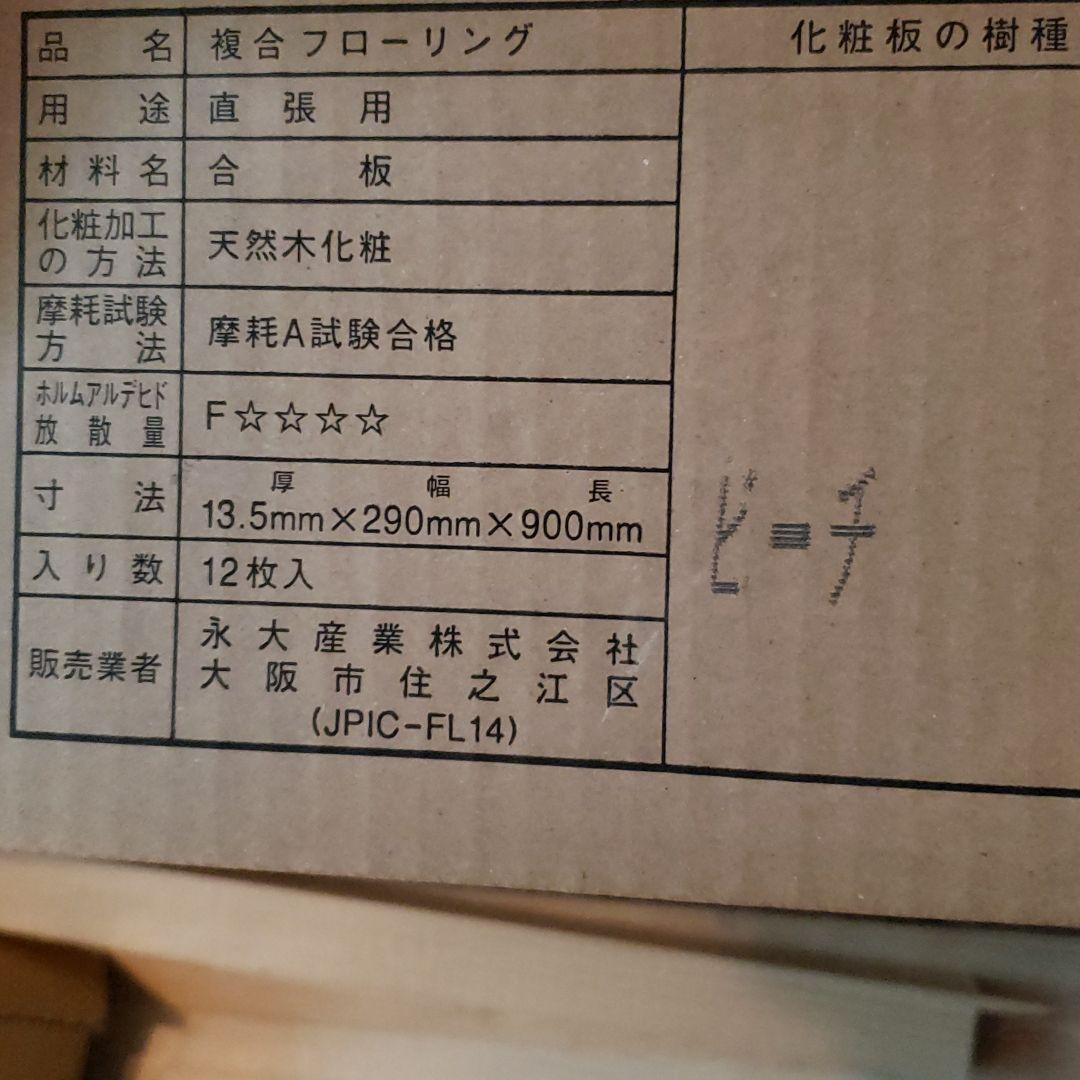 品名 複合フローリング 化粧板の樹種
用途 直張用
材料名 合板
化粧加工
の方法
天然木化粧
摩耗試験
方法
摩耗A試験合格
ホルムアルデヒド
放散量
F☆☆☆☆
寸法
厚 幅 長
13.5mm×290mm×900mm
ビーチ
入り数 12枚入
販売業者
永大産業株式会社
大阪市住之江区
(JPIC-FL14)